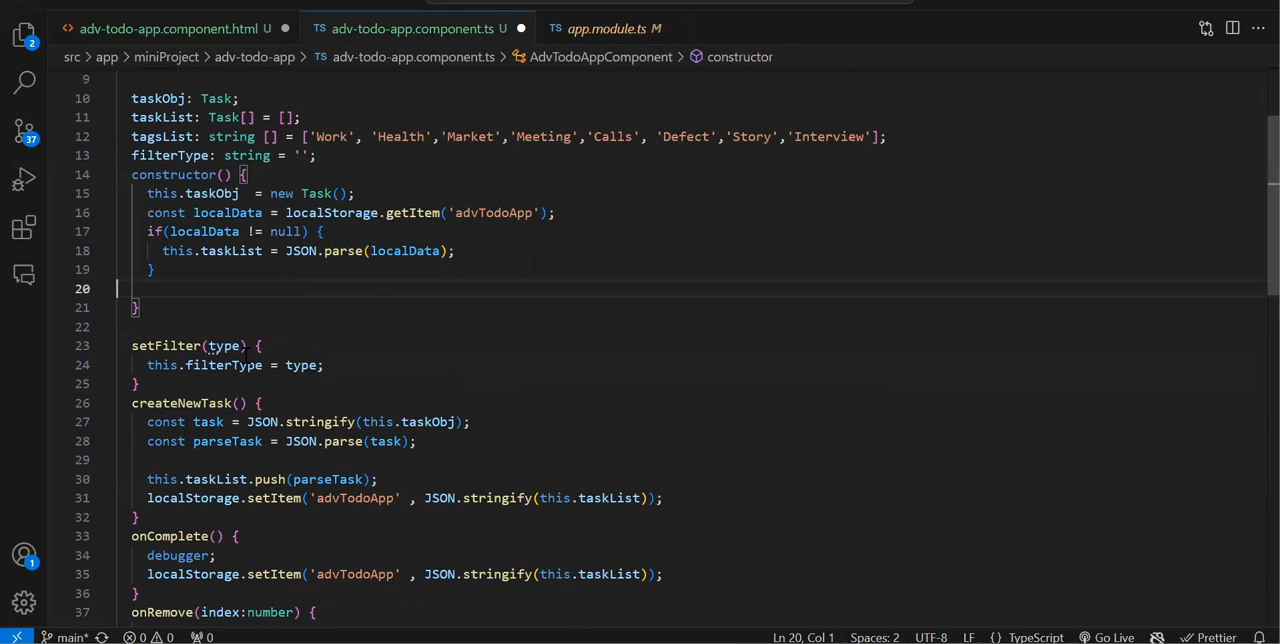 adv-todo-app.component.html U
TS adv-todo-app.component.ts U
TS app.module.ts M
src > app > miniProject > adv-todo-app > TS adv-todo-app.component.ts > AdvTodoAppComponent > constructor
2
37
1
9
10 taskObj: Task;
11 taskList: Task[] = [];
12 tagsList: string [] = ['Work', 'Health','Market','Meeting','Calls', 'Defect','Story','Interview'];
13 filterType: string = '';
14 constructor() {
15 this.taskObj  = new Task();
16 const localData = localStorage.getItem('advTodoApp');
17 if(localData != null) {
18 this.taskList = JSON.parse(localData);
19 }
20
21 }
22
23 setFilter(type) {
24 this.filterType = type;
25 }
26 createNewTask() {
27 const task = JSON.stringify(this.taskObj);
28 const parseTask = JSON.parse(task);
29
30 this.taskList.push(parseTask);
31 localStorage.setItem('advTodoApp' , JSON.stringify(this.taskList));
32 }
33 onComplete() {
34 debugger;
35 localStorage.setItem('advTodoApp' , JSON.stringify(this.taskList));
36 }
37 onRemove(index:number) {
main* 0 0 0 Ln 20, Col 1 Spaces: 2 UTF-8 LF {} TypeScript Go Live Prettier